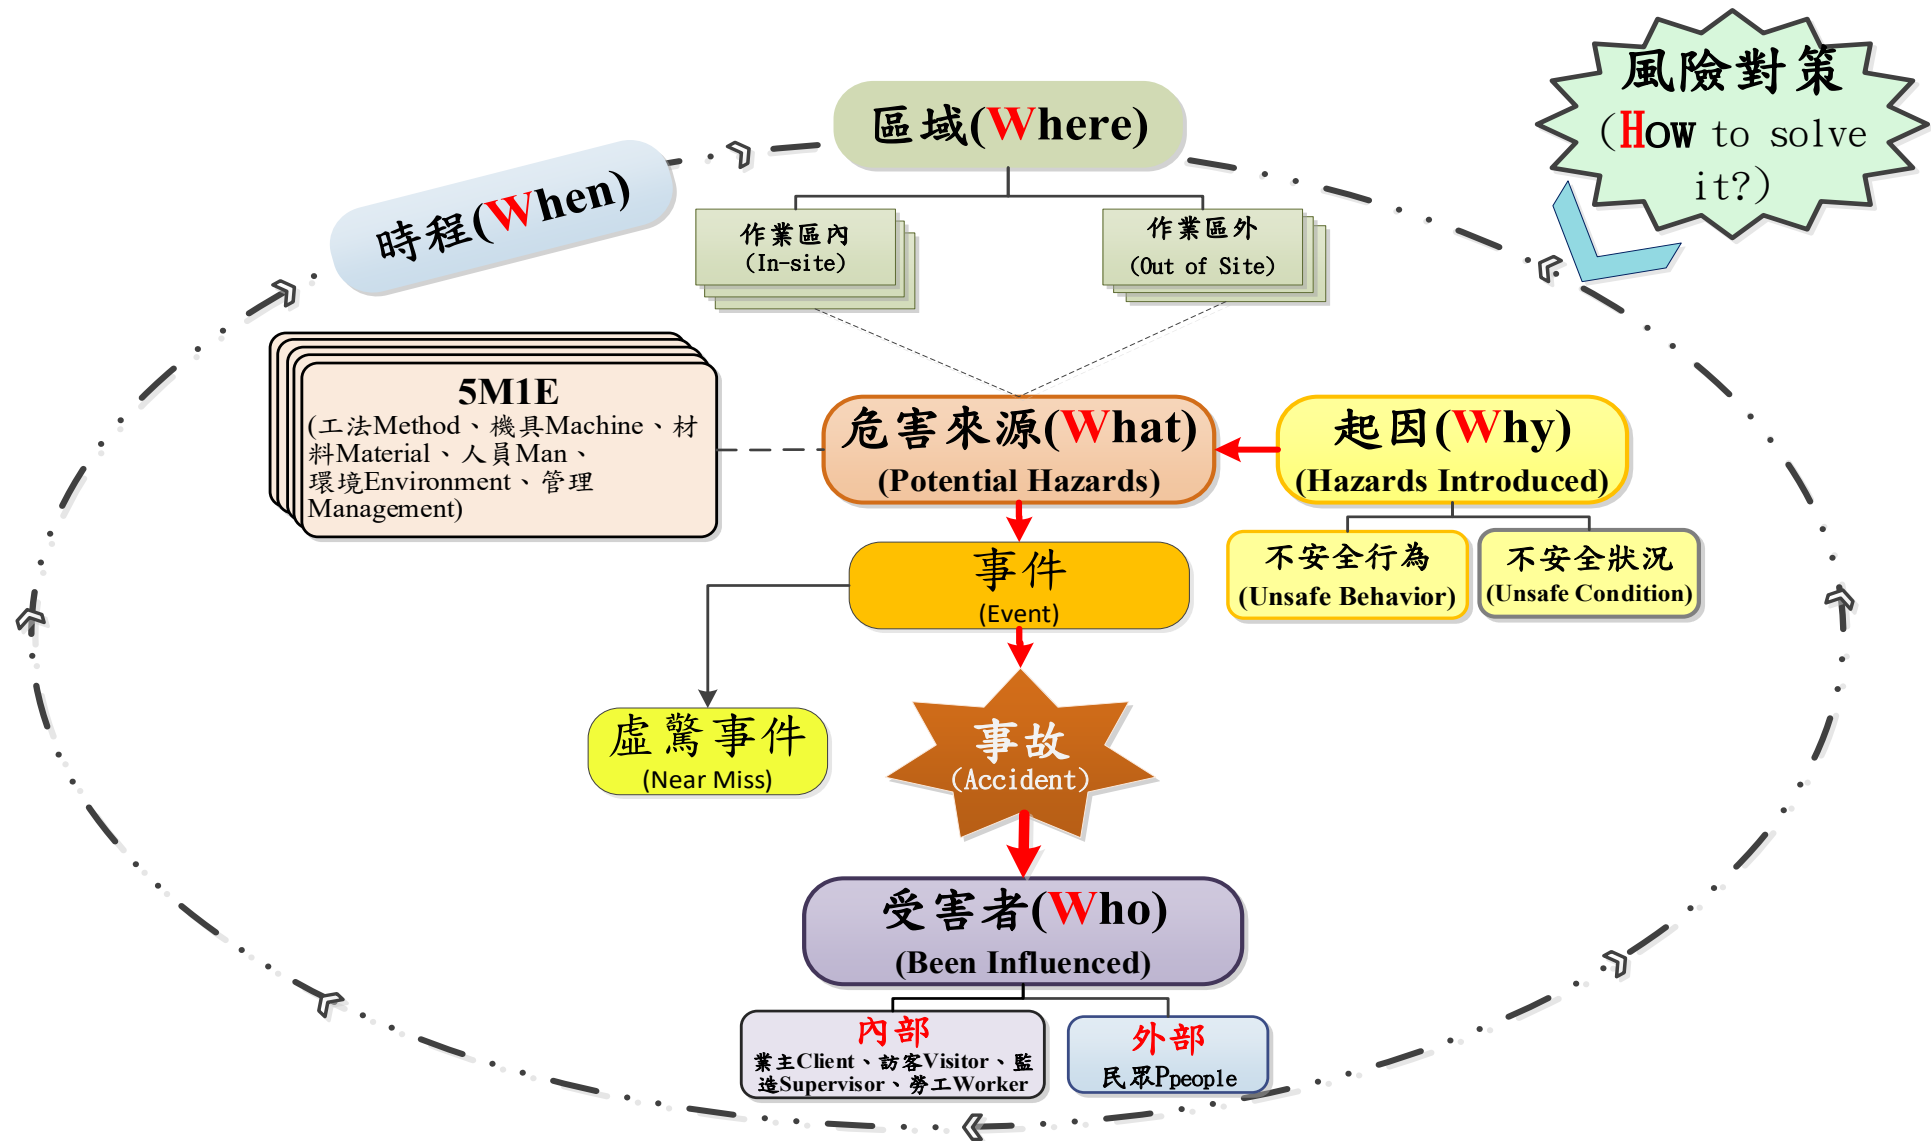 風險對策
(How to solve
it?)
區域(Where)
時程(When)
作業區內
(In-site)
作業區外
(Out of Site)
5M1E
(工法Method、機具Machine、材
料Material、人員Man、
環境Environment、管理
Management)
危害來源(What)
(Potential Hazards)
起因(Why)
(Hazards Introduced)
不安全行為
(Unsafe Behavior)
不安全狀況
(Unsafe Condition)
事件
(Event)
虛驚事件
(Near Miss)
事故
(Accident)
受害者(Who)
(Been Influenced)
內部
業主Client、訪客Visitor、監
造Supervisor、勞工Worker
外部
民眾Ppeople